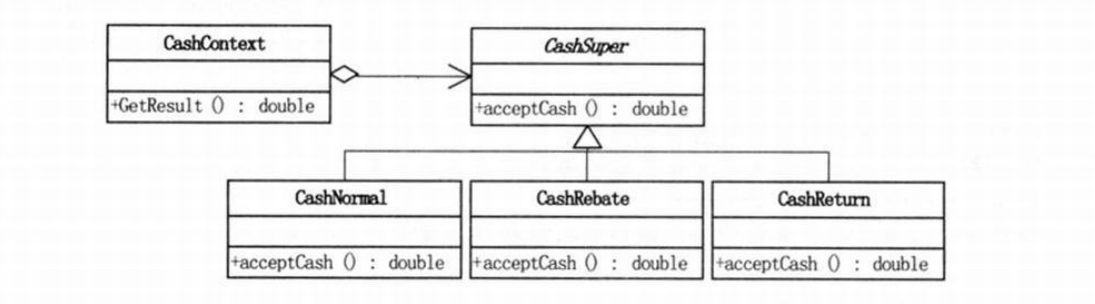 CashContext
+GetResult () : double
CashSuper
+acceptCash () : double
CashNormal
+acceptCash () : double
CashRebate
+acceptCash () : double
CashReturn
+acceptCash () : double